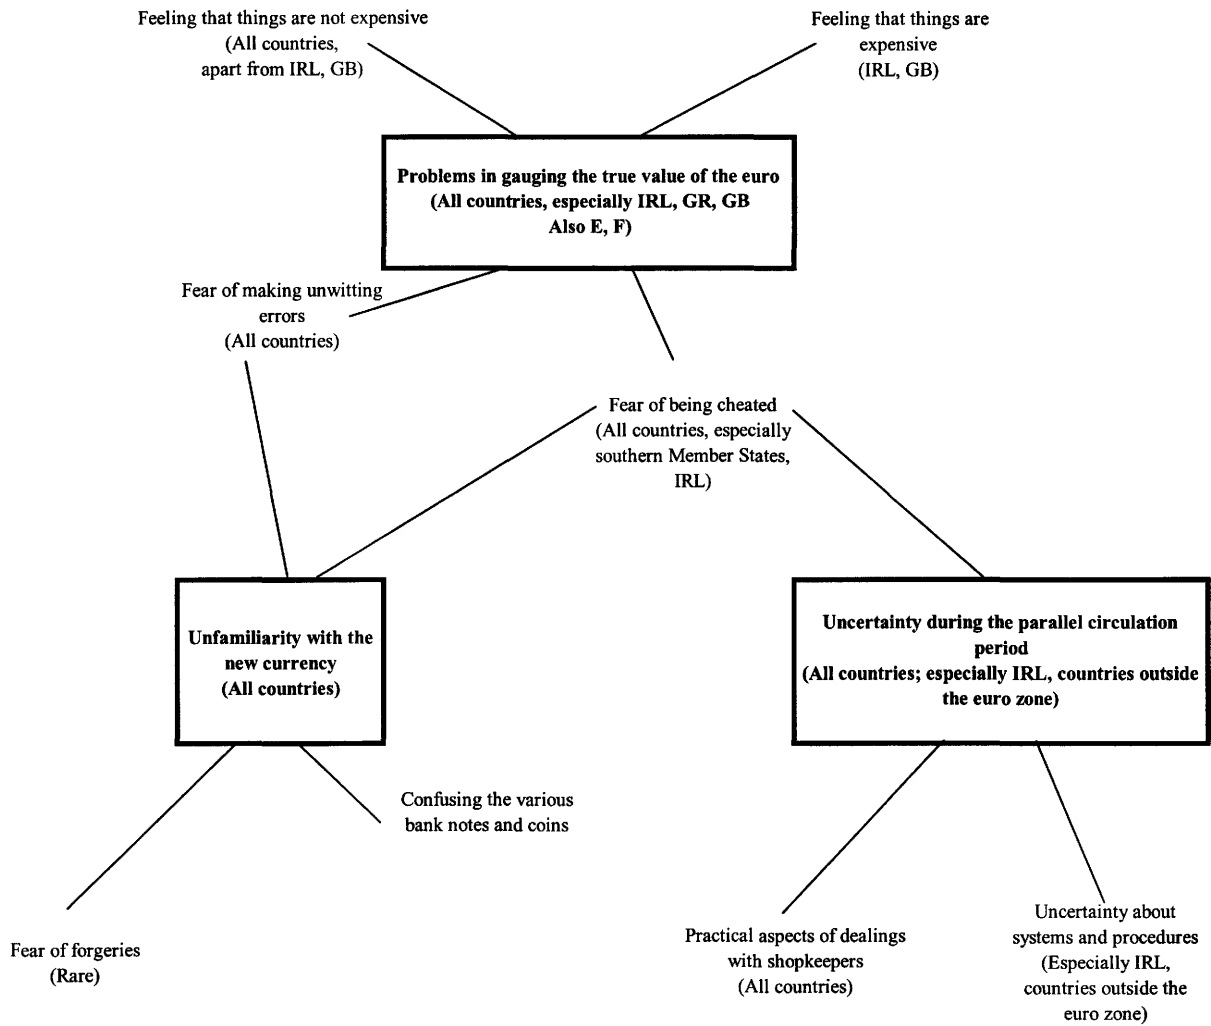 Feeling that things are not expensive
(All countries,
apart from IRL, GB)
Feeling that things are
expensive
(IRL, GB)
Problems in gauging the true value of the euro
(All countries, especially IRL, GR, GB
Also E, F)
Fear of making unwitting
errors
(All countries)
Fear of being cheated
(All countries, especially
southern Member States,
IRL)
Unfamiliarity with the
new currency
(All countries)
Uncertainty during the parallel circulation
period
(All countries; especially IRL, countries outside
the euro zone)
Confusing the various
bank notes and coins
Fear of forgeries
(Rare)
Practical aspects of dealings
with shopkeepers
(All countries)
Uncertainty about
systems and procedures
(Especially IRL,
countries outside the
euro zone)